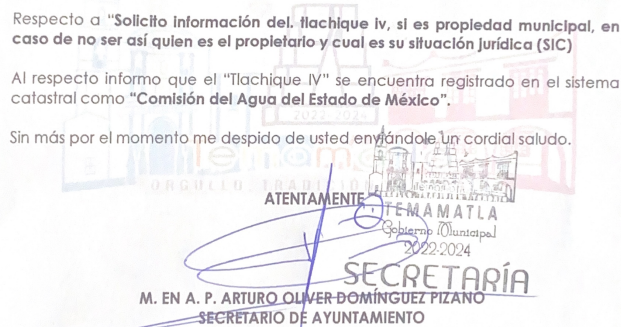 Respecto a "Solicito información del. tlachique iv, si es propiedad municipal, en
caso de no ser así quien es el propietario y cual es su situación jurídica (SIC)
Al respecto informo que el "Tlachique IV" se encuentra registrado en el sistema
catastral como "Comisión del Agua del Estado de México".
2022-2024
Sin más por el momento me despido de usted enviándole un cordial saludo.
ORGULLO, TRADICIÓN
ATENTAMENTE
TEMAMATLA
Gobierno Municipal
2022-2024
SECRETARÍA
M. EN A. P. ARTURO OLIVER DOMÍNGUEZ PIZANO
SECRETARIO DE AYUNTAMIENTO